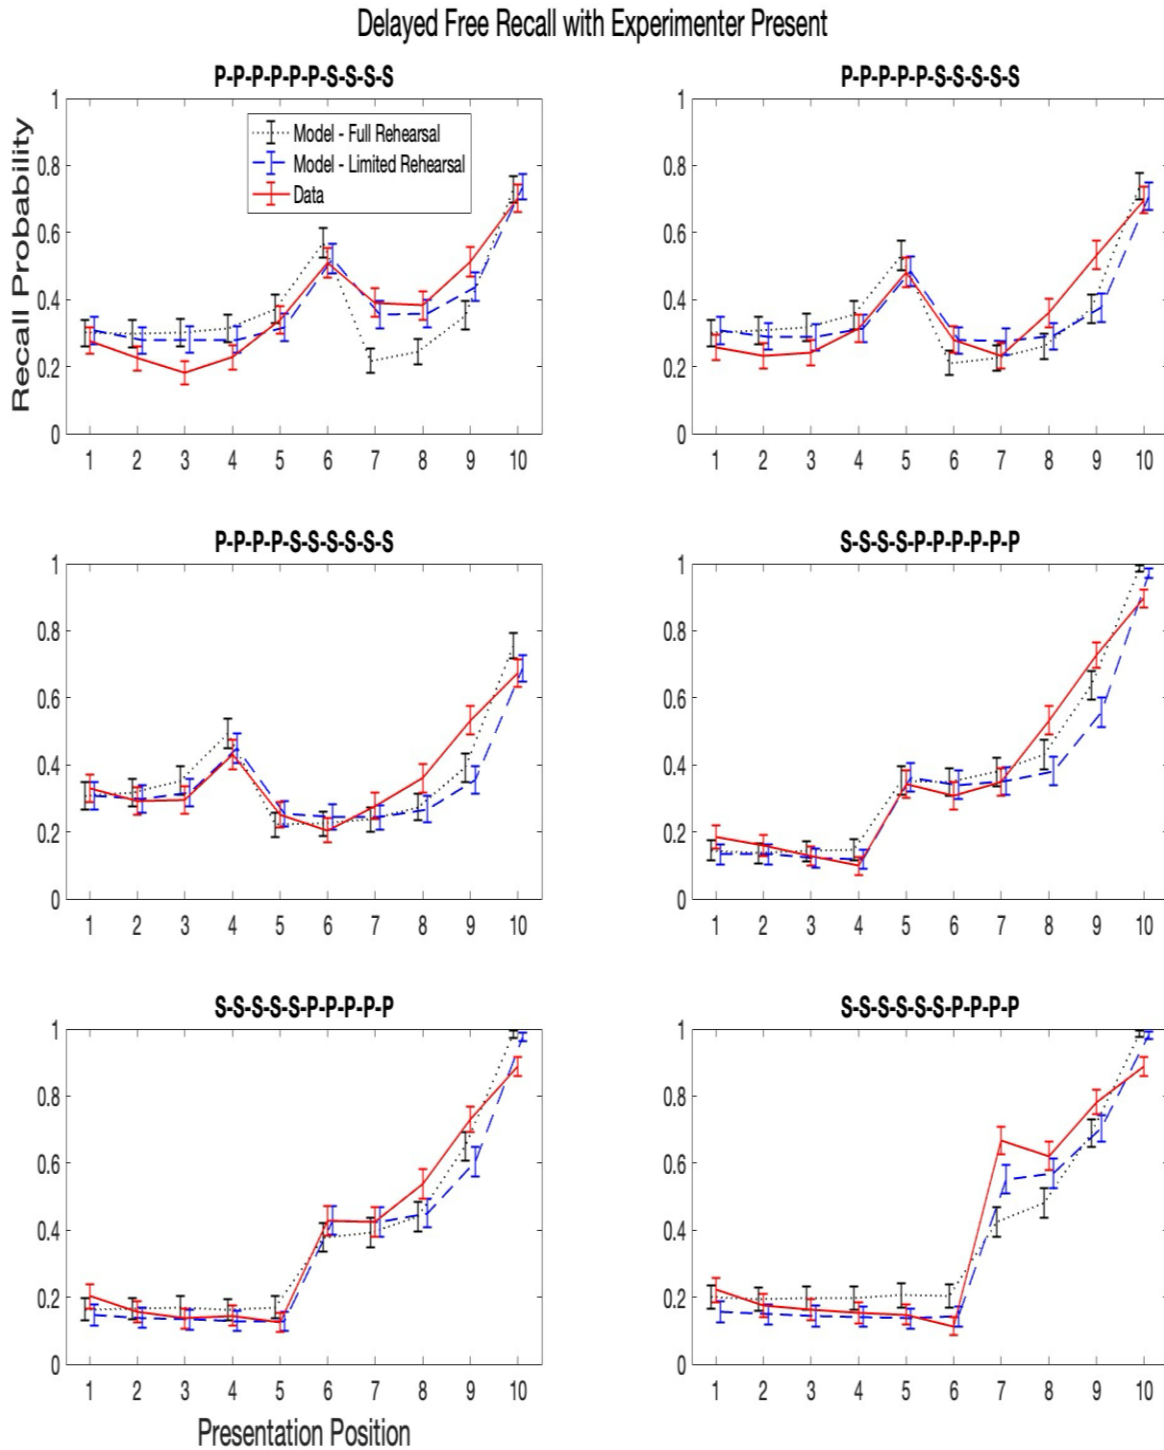 Delayed Free Recall with Experimenter Present
P-P-P-P-P-P-S-S-S-S
Recall Probability
1
0.8
0.6
0.4
0.2
0
Model - Full Rehearsal
Model - Limited Rehearsal
Data
1 2 3 4 5 6 7 8 9 10
P-P-P-P-P-S-S-S-S-S
1
0.8
0.6
0.4
0.2
0
1 2 3 4 5 6 7 8 9 10
P-P-P-P-S-S-S-S-S-S
1
0.8
0.6
0.4
0.2
0
1 2 3 4 5 6 7 8 9 10
S-S-S-S-P-P-P-P-P-P
1
0.8
0.6
0.4
0.2
0
1 2 3 4 5 6 7 8 9 10
S-S-S-S-S-P-P-P-P-P
1
0.8
0.6
0.4
0.2
0
1 2 3 4 5 6 7 8 9 10
Presentation Position
S-S-S-S-S-S-P-P-P-P
1
0.8
0.6
0.4
0.2
0
1 2 3 4 5 6 7 8 9 10